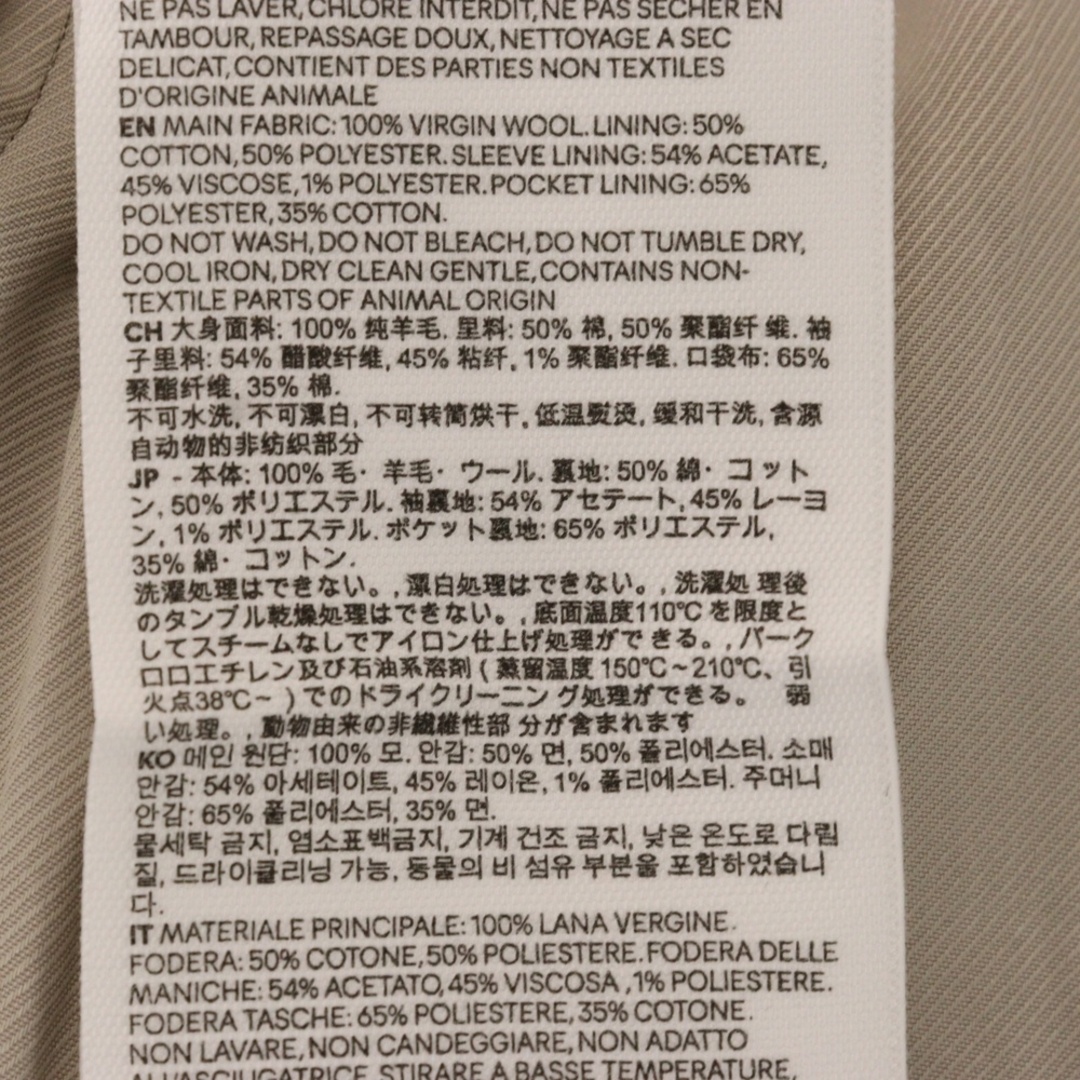 NE PAS LAVER, CHLORE INTERDIT, NE PAS SECHER EN
TAMBOUR, REPASSAGE DOUX, NETTOYAGE A SEC
DELICAT, CONTIENT DES PARTIES NON TEXTILES
D'ORIGINE ANIMALE
EN MAIN FABRIC: 100% VIRGIN WOOL. LINING: 50%
COTTON, 50% POLYESTER. SLEEVE LINING: 54% ACETATE,
45% VISCOSE, 1% POLYESTER. POCKET LINING: 65%
POLYESTER, 35% COTTON.
DO NOT WASH, DO NOT BLEACH, DO NOT TUMBLE DRY,
COOL IRON, DRY CLEAN GENTLE, CONTAINS NON-
TEXTILE PARTS OF ANIMAL ORIGIN
CH 大身面料: 100% 纯羊毛. 里料: 50% 棉, 50% 聚酯纤 维. 袖
子里料: 54% 醋酸纤维, 45% 粘纤, 1% 聚酯纤维. 口袋布: 65%
聚酯纤维, 35% 棉.
不可水洗, 不可漂白, 不可转筒烘干, 低温熨烫, 缓和干洗, 含源
自动物的非纺织部分
JP - 本体: 100% 毛・ 羊毛・ ウール. 裏地: 50% 綿・ コット
ン, 50% ポリエステル. 袖裏地: 54% アセテート, 45% レーヨ
ン, 1% ポリエステル. ポケット裏地: 65% ポリエステル,
35% 綿・ コットン.
洗濯処理はできない。, 漂白処理はできない。, 洗濯処 理後
のタンブル乾燥処理はできない。, 底面温度110℃ を限度と
してスチームなしでアイロン仕上げ処理がで きる。, パーク
ロロエチレン及び石油系溶剤 ( 蒸留温度 150℃~210℃、引
火点38℃~ ) でのドライクリーニン グ処理ができる。 弱
い処理。, 動物由来の非繊維性部 分が含まれます
KO 메인 원단: 100% 모. 안감: 50% 면, 50% 폴리에스터. 소매
안감: 54% 아세테이트, 45% 레이온, 1% 폴리에스터. 주머니
안감: 65% 폴리에스터, 35% 면.
물세탁 금지, 염소표백금지, 기계 건조 금지, 낮은 온도로 다림
질, 드라이클리닝 가능, 동물의 비 섬유 부분을 포함하였습니
다.
IT MATERIALE PRINCIPALE: 100% LANA VERGINE.
FODERA: 50% COTONE, 50% POLIESTERE. FODERA DELLE
MANICHE: 54% ACETATO, 45% VISCOSA , 1% POLIESTERE.
FODERA TASCHE: 65% POLIESTERE, 35% COTONE.
NON LAVARE, NON CANDEGGIARE, NON ADATTO
ALL'ASCIUGATRICE, STIRARE A BASSE TEMPERATURE,